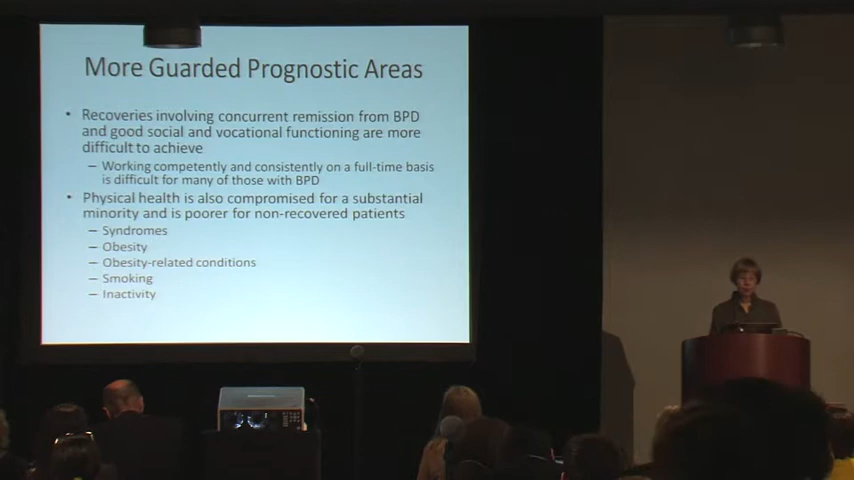 More Guarded Prognostic Areas
• Recoveries involving concurrent remission from BPD
and good social and vocational functioning are more
difficult to achieve
– Working competently and consistently on a full-time basis
is difficult for many of those with BPD
• Physical health is also compromised for a substantial
minority and is poorer for non-recovered patients
– Syndromes
– Obesity
– Obesity-related conditions
– Smoking
– Inactivity